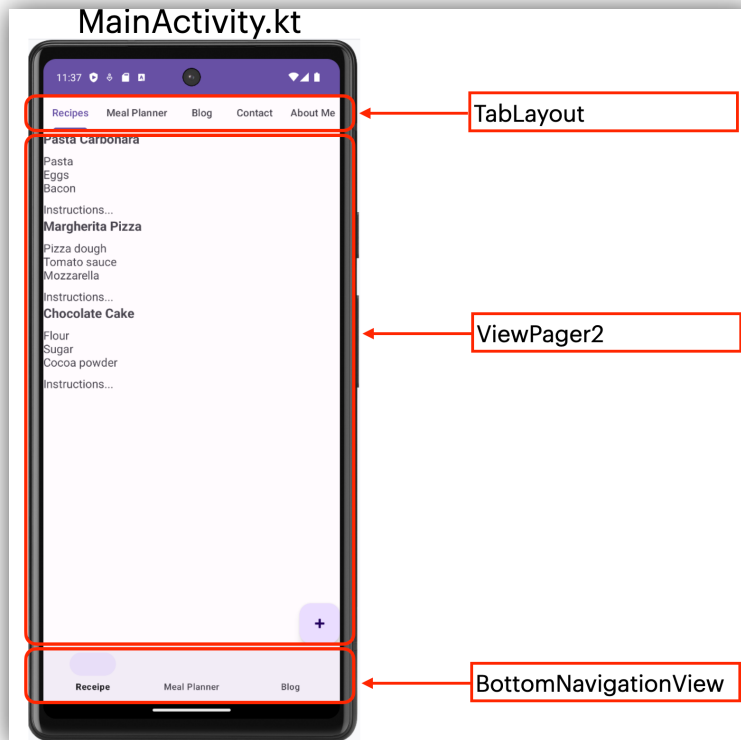 MainActivity.kt
11:37
Recipes Meal Planner Blog Contact About Me
TabLayout
Pasta Carbonara
Pasta
Eggs
Bacon
Instructions...
Margherita Pizza
Pizza dough
Tomato sauce
Mozzarella
Instructions...
Chocolate Cake
ViewPager2
Flour
Sugar
Cocoa powder
Instructions...
+
Receipe Meal Planner Blog
BottomNavigationView